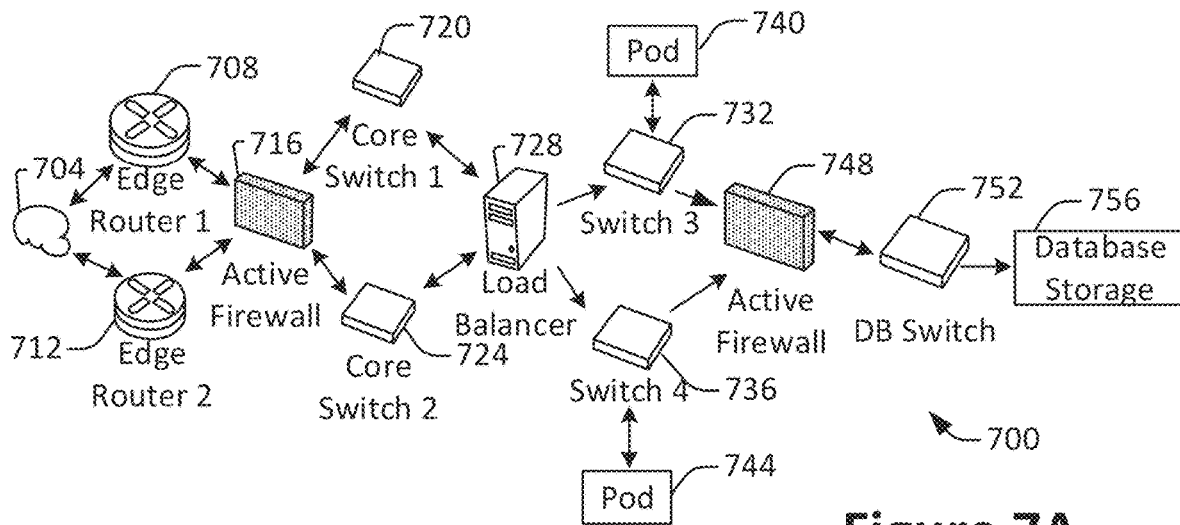 720
740
Pod
708
716
732
Core
Switch 1
728
748
704
752
756
Edge
Router 1
Switch 3
Database
Storage
Active
Firewall
Load
Balancer
Active
Firewall
DB Switch
712
Edge
Router 2
724
Core
Switch 2
Switch 4
736
700
744
Pod